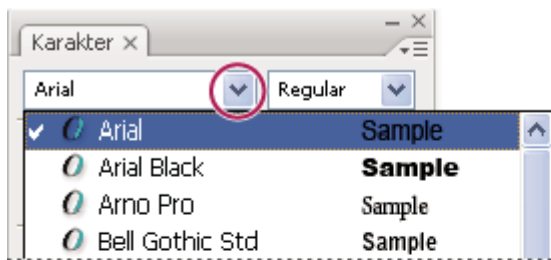 Karakter
Arial Regular
Arial Sample
Arial Black Sample
Arno Pro Sample
Bell Gothic Std Sample